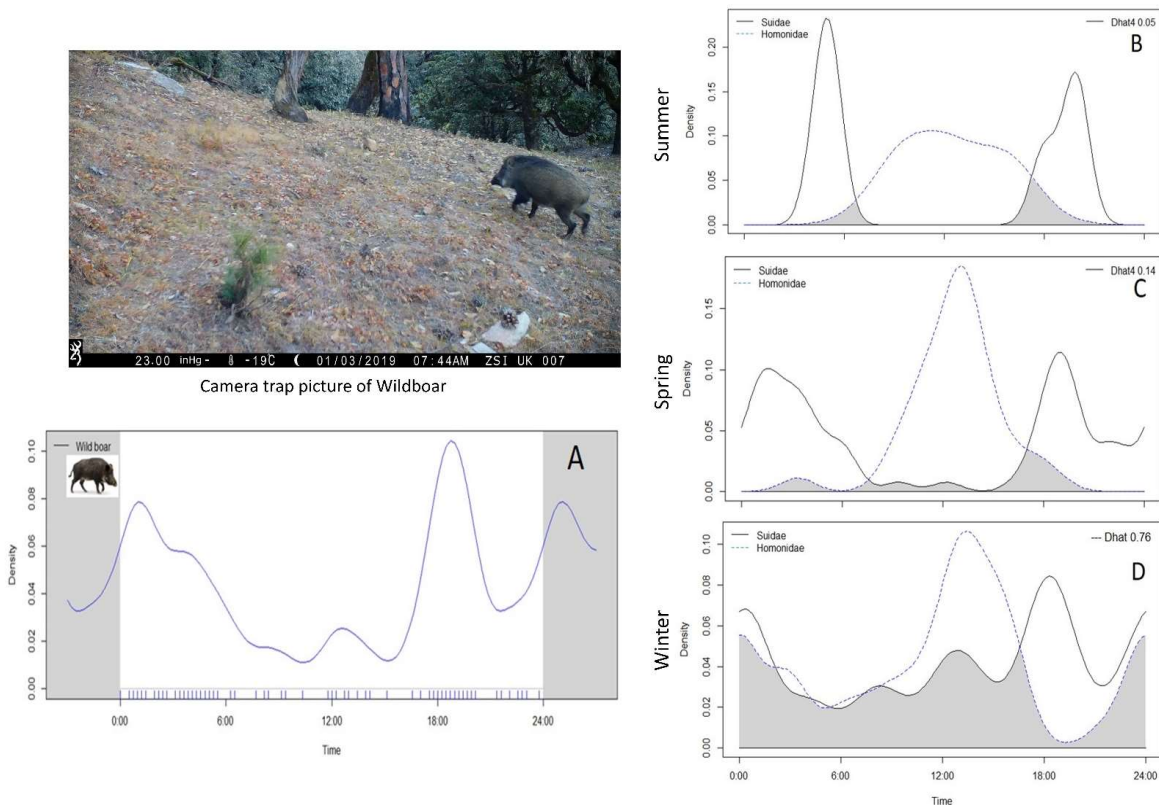 23.00 inHg- 8 -19C ( 01/03/2019 07:44AM ZSI UK 007
Camera trap picture of Wildboar
Wild boar
A
0.10
0.08
0.06
0.04
0.02
0.00
Density
0:00 6:00 12:00 18:00 24:00
Time
Summer
Suidae
Homonidae
Dhat4 0.05
B
0.20
0.15
0.10
0.05
0.00
Density
Spring
Suidae
Homonidae
Dhat4 0.14
C
0.15
0.10
0.05
0.00
Density
Winter
Suidae
Homonidae
--- Dhat 0.76
D
0.10
0.08
0.06
0.04
0.02
0.00
Density
0:00 6:00 12:00 18:00 24:00
Time